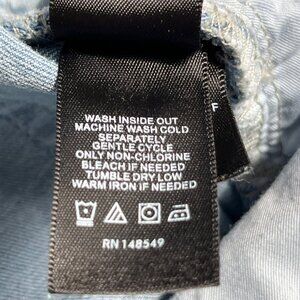 F
WASH INSIDE OUT
MACHINE WASH COLD
SEPARATELY
GENTLE CYCLE
ONLY NON-CHLORINE
BLEACH IF NEEDED
TUMBLE DRY LOW
WARM IRON IF NEEDED
RN 148549